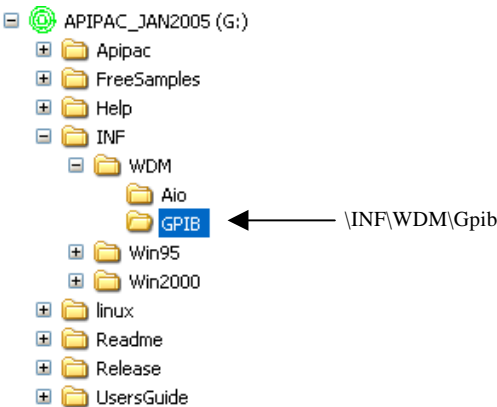 APIPAC_JAN2005 (G:)
Apipac
FreeSamples
Help
INF
WDM
Aio
GPIB
\INF\WDM\Gpib
Win95
Win2000
linux
Readme
Release
UsersGuide